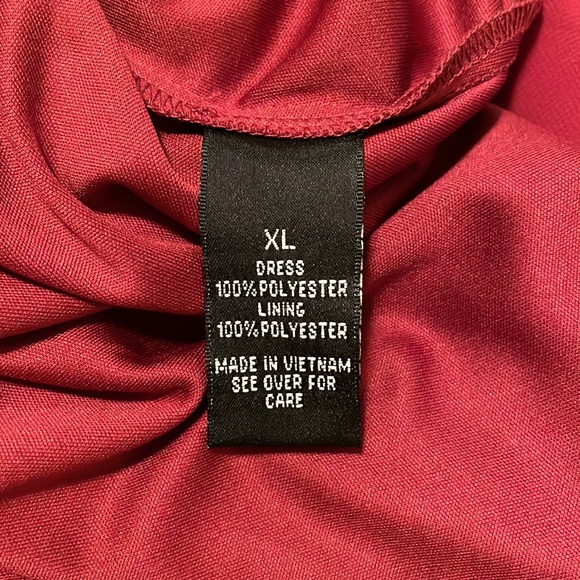 XL
DRESS
100%POLYESTER
LINING
100%POLYESTER
MADE IN VIETNAM
SEE OVER FOR
CARE